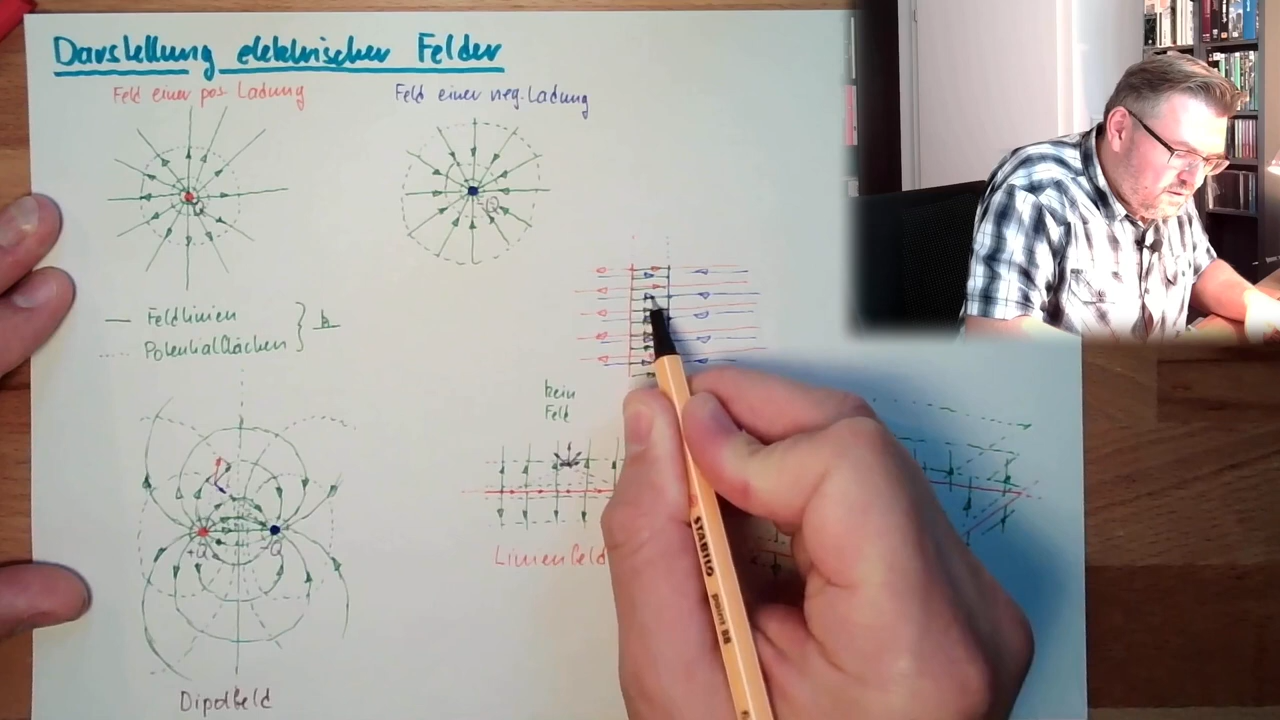 Darstellung elektrischer Felder
Feld einer pos. Ladung
Feld einer neg. Ladung
Q
-Q
Feldlinien
Potentialflächen
kein
Feld
+Q
-Q
Linienfeld
Dipolfeld
STABILO
point 88